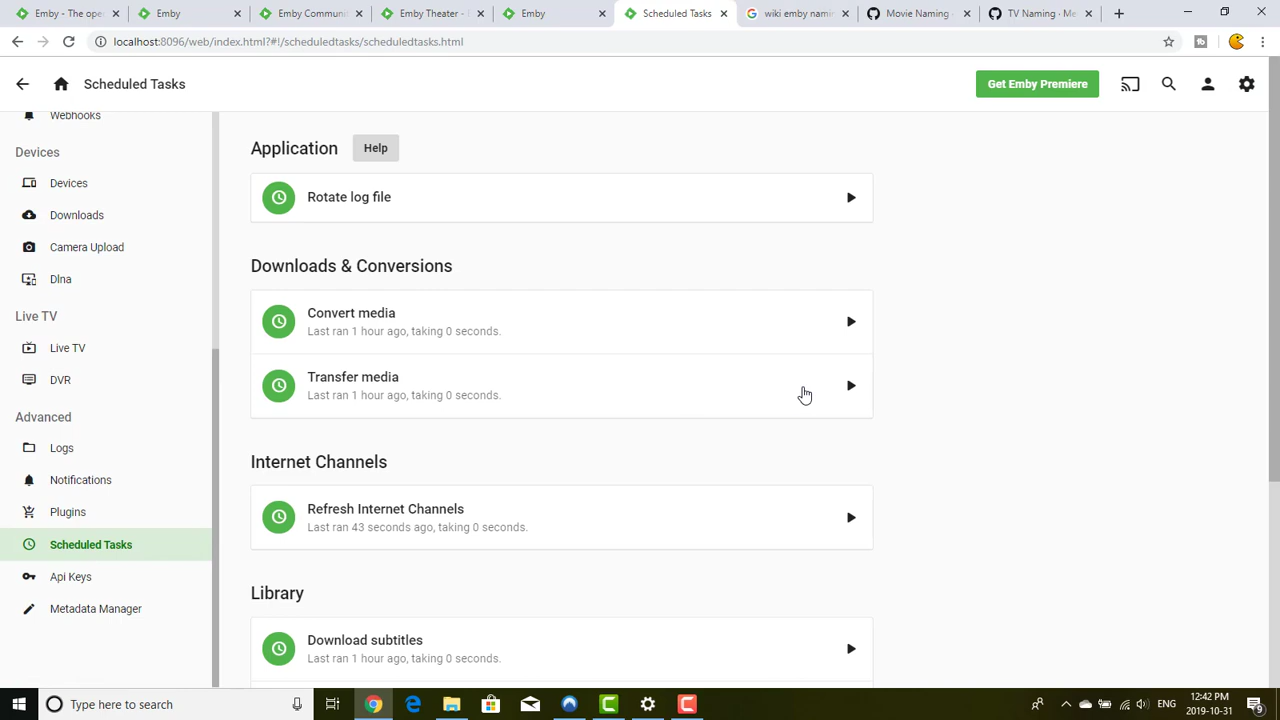 Emby - The open
Emby
Emby Communi
Emby Theater -
Emby
Scheduled Tasks
wiki emby nami
Movie Naming -
TV Naming - Me
localhost:8096/web/index.html?#!/scheduledtasks/scheduledtasks.html
Scheduled Tasks
Get Emby Premiere
Webhooks
Devices
Devices
Downloads
Camera Upload
Dlna
Live TV
Live TV
DVR
Advanced
Logs
Notifications
Plugins
Scheduled Tasks
Api Keys
Metadata Manager
Application
Help
Rotate log file
Downloads & Conversions
Convert media
Last ran 1 hour ago, taking 0 seconds.
Transfer media
Last ran 1 hour ago, taking 0 seconds.
Internet Channels
Refresh Internet Channels
Last ran 43 seconds ago, taking 0 seconds.
Library
Download subtitles
Last ran 1 hour ago, taking 0 seconds.
Type here to search
ENG
12:42 PM
2019-10-31